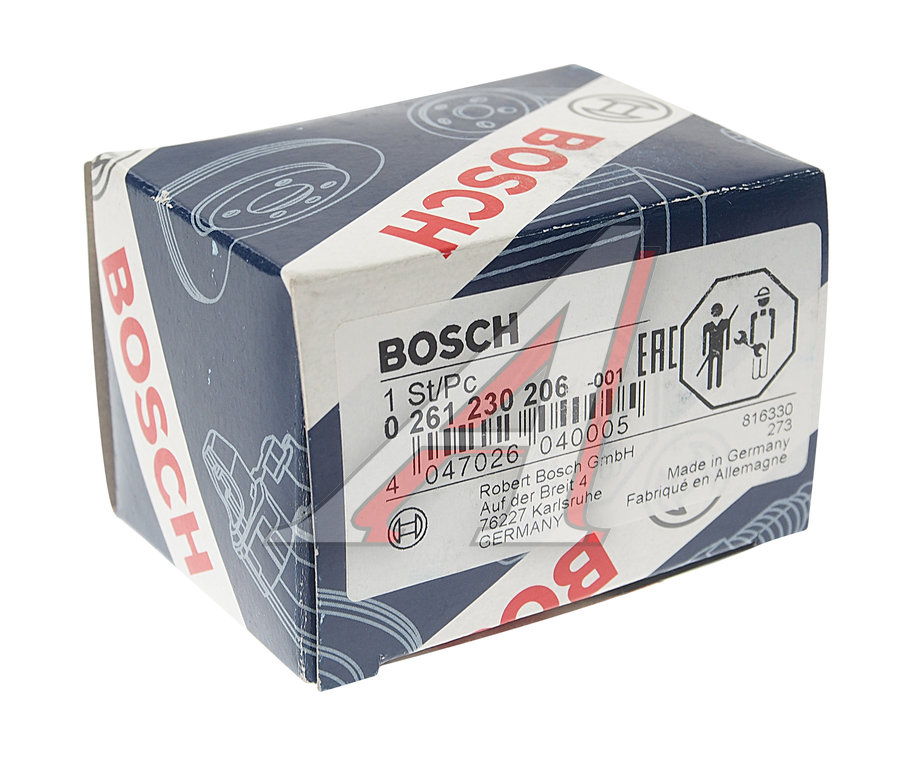 BOSCH
BOSCH
BOSCH
1 St/Pc
0 261 230 206 -001
4 047026 040005
EAC
816330
273
Robert Bosch GmbH
Auf der Breit 4
76227 Karlsruhe
GERMANY
Made in Germany
Fabriqué en Allemagne
BO